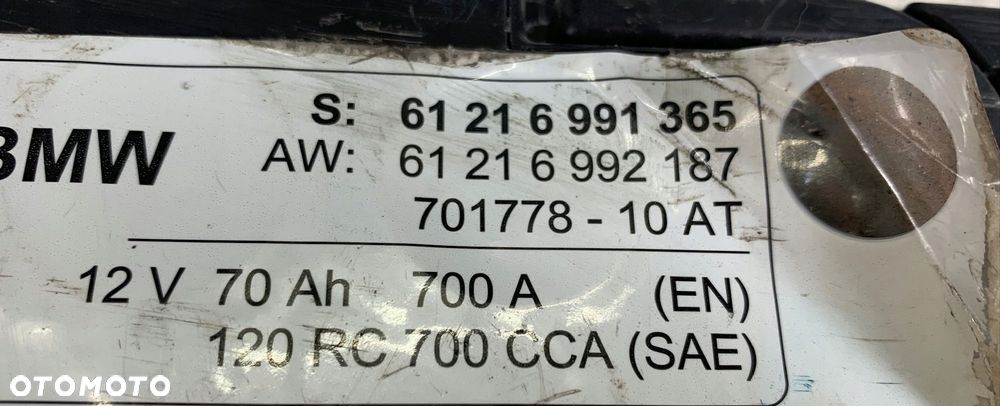 S: 61 21 6 991 365
BMW AW: 61 21 6 992 187
701778 - 10 AT
12 V 70 Ah 700 A (EN)
120 RC 700 CCA (SAE)
OTOMOTO